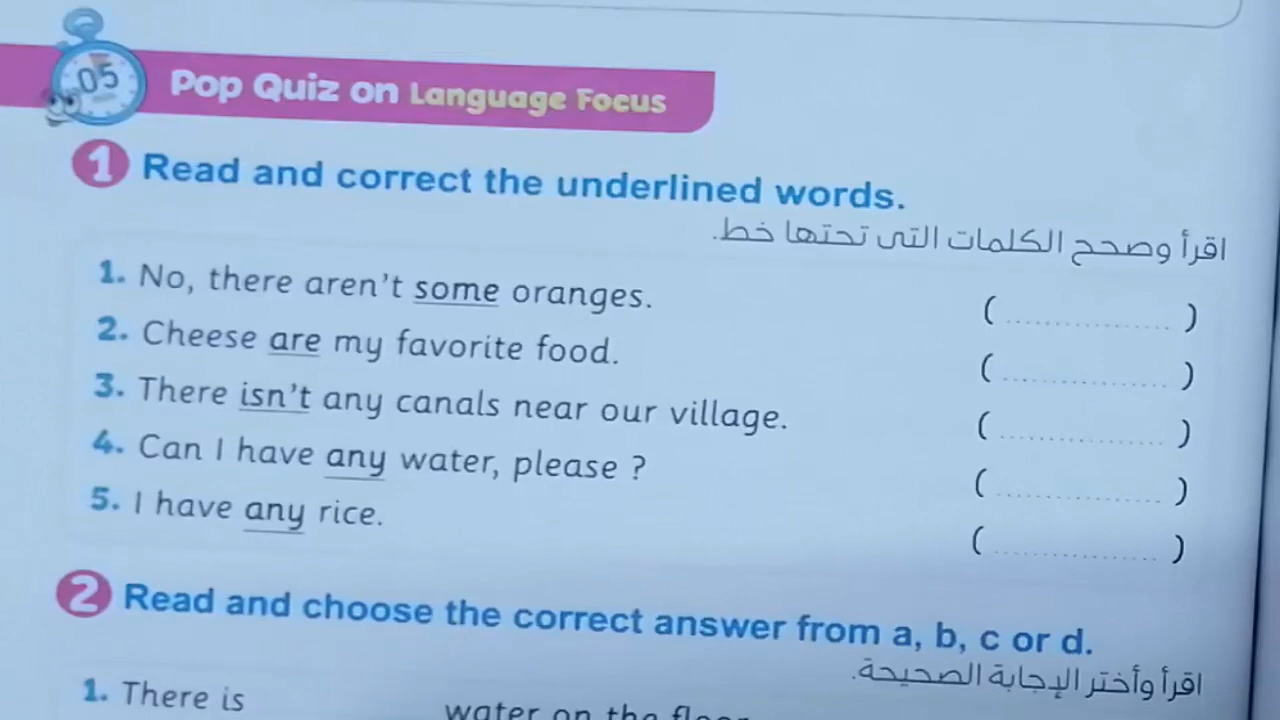 05
Pop Quiz on Language Focus
1 Read and correct the underlined words.
اقرأ وصحح الكلمات التى تحتها خط.
1. No, there aren't some oranges. (................)
2. Cheese are my favorite food. (................)
3. There isn't any canals near our village. (................)
4. Can I have any water, please ? (................)
5. I have any rice. (................)
2 Read and choose the correct answer from a, b, c or d.
اقرأ وأختر الإجابة الصحيحة.
1. There is water on the floor